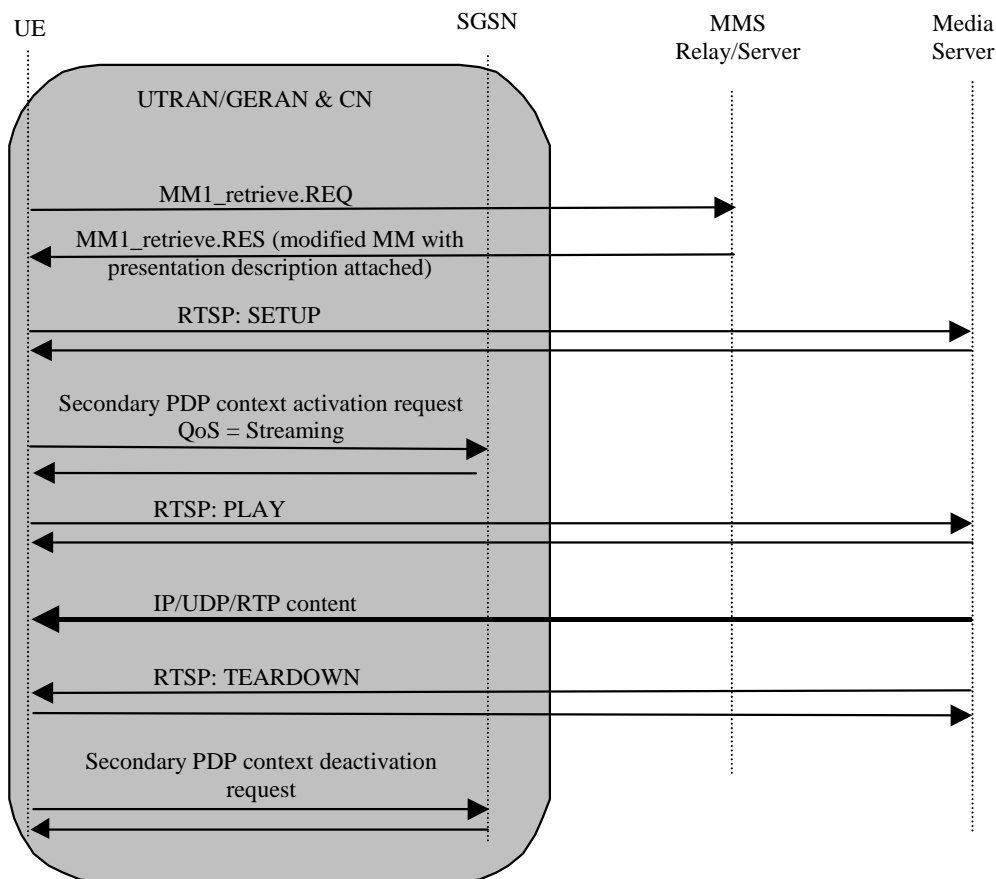 UE
SGSN
MMS
Relay/Server
Media
Server
UTRAN/GERAN & CN
MM1_retrieve.REQ
MM1_retrieve.RES (modified MM with
presentation description attached)
RTSP: SETUP
Secondary PDP context activation request
QoS = Streaming
RTSP: PLAY
IP/UDP/RTP content
RTSP: TEARDOWN
Secondary PDP context deactivation
request